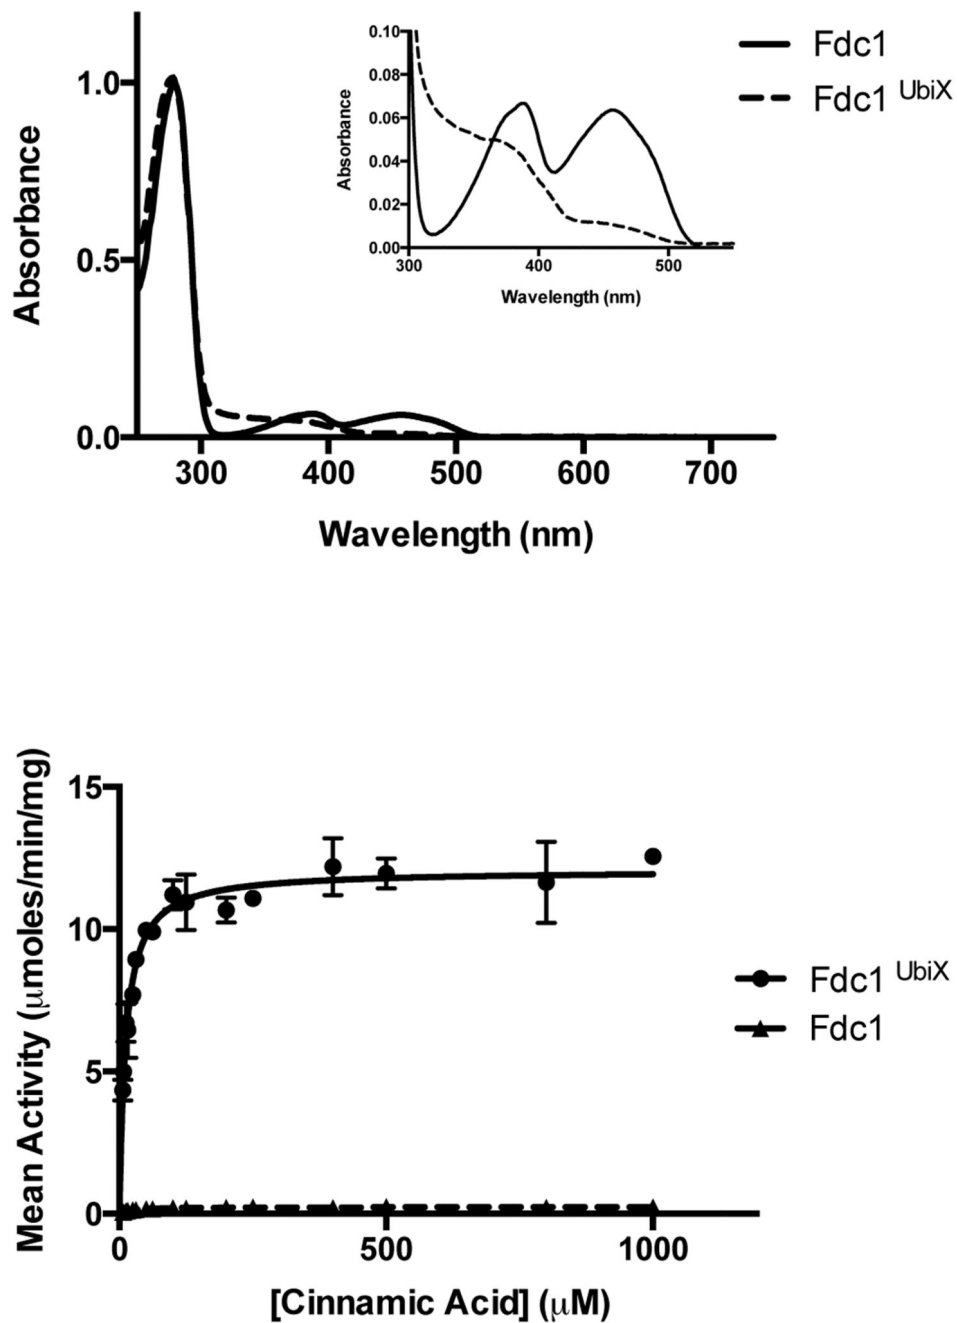 Fdc1
Fdc1 UbiX
Absorbance
1.0
0.5
0.0
300 400 500 600 700
Wavelength (nm)
Absorbance
0.10
0.08
0.06
0.04
0.02
0.00
300 400 500
Wavelength (nm)
Mean Activity (μmoles/min/mg)
15
10
5
0
0 500 1000
[Cinnamic Acid] (μM)
Fdc1 UbiX
Fdc1